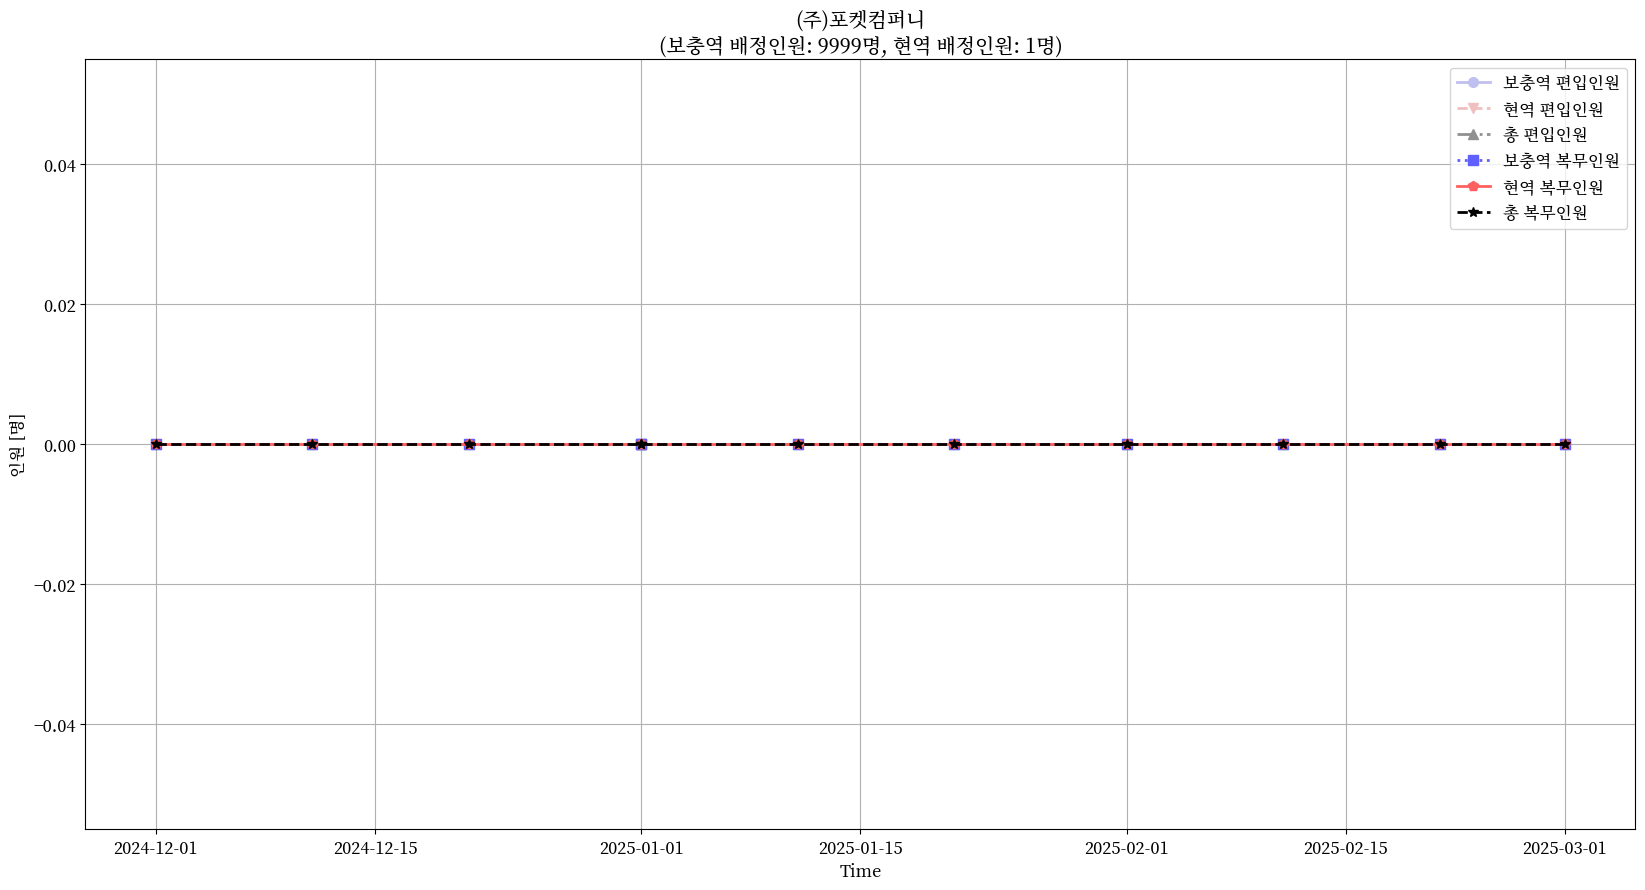 (주)포켓컴퍼니
(보충역 배정인원: 9999명, 현역 배정인원: 1명)
보충역 편입인원
현역 편입인원
총 편입인원
보충역 복무인원
현역 복무인원
총 복무인원
인원 [명]
0.04
0.02
0.00
−0.02
−0.04
2024-12-01
2024-12-15
2025-01-01
2025-01-15
2025-02-01
2025-02-15
2025-03-01
Time